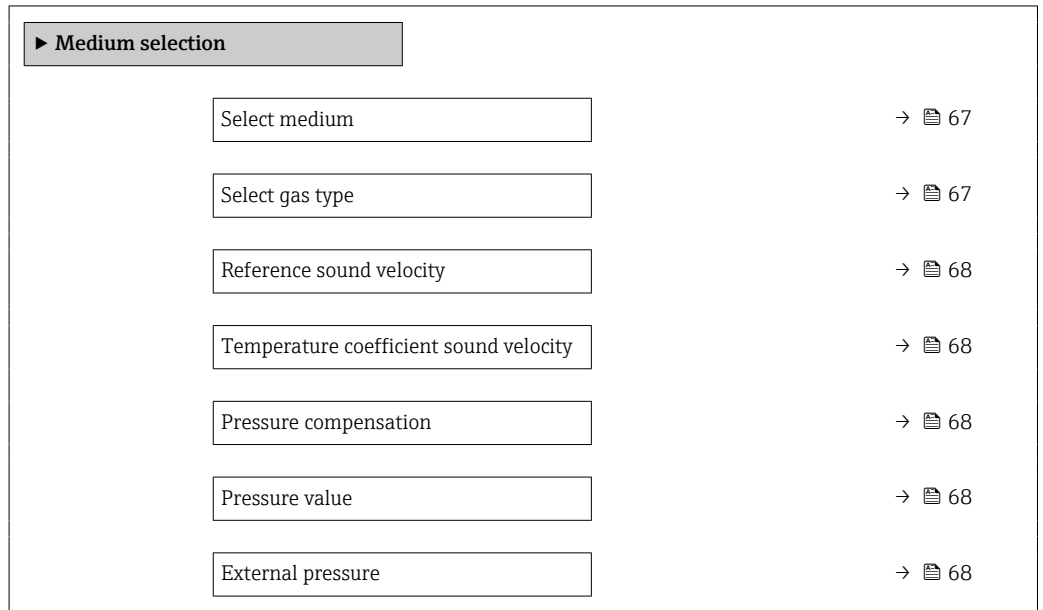 ▶ Medium selection
Select medium → 67
Select gas type → 67
Reference sound velocity → 68
Temperature coefficient sound velocity → 68
Pressure compensation → 68
Pressure value → 68
External pressure → 68